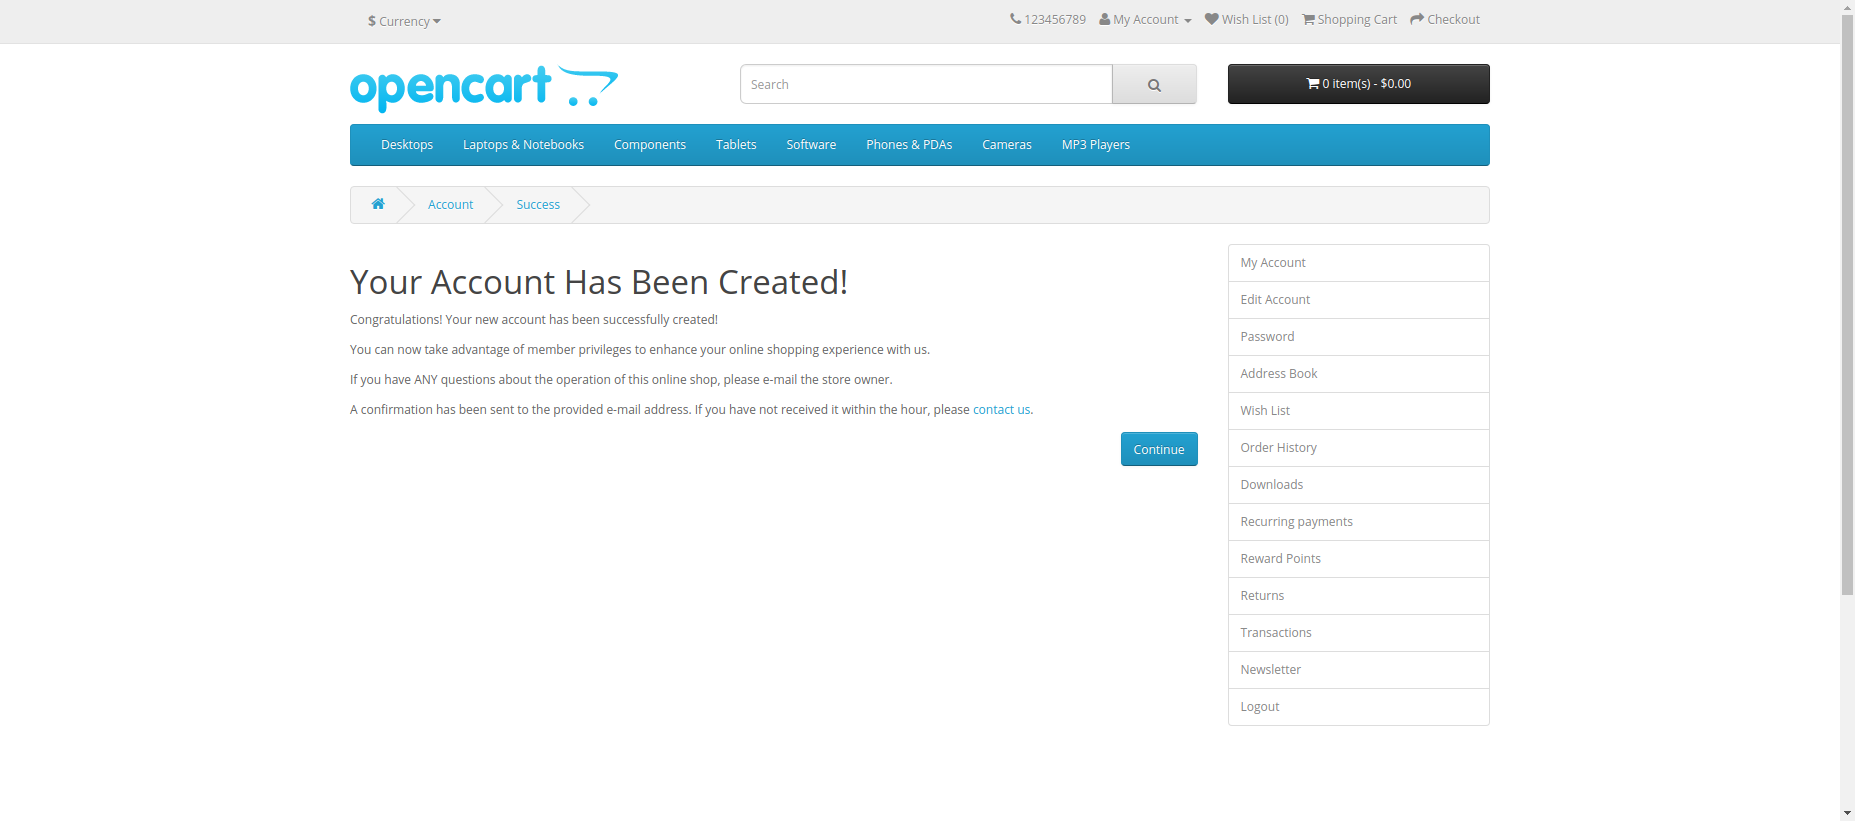 $ Currency
123456789 My Account Wish List (0) Shopping Cart Checkout
opencart
Search
0 item(s) - $0.00
Desktops Laptops & Notebooks Components Tablets Software Phones & PDAs Cameras MP3 Players
Account Success
Your Account Has Been Created!
Congratulations! Your new account has been successfully created!
You can now take advantage of member privileges to enhance your online shopping experience with us.
If you have ANY questions about the operation of this online shop, please e-mail the store owner.
A confirmation has been sent to the provided e-mail address. If you have not received it within the hour, please contact us.
Continue
My Account
Edit Account
Password
Address Book
Wish List
Order History
Downloads
Recurring payments
Reward Points
Returns
Transactions
Newsletter
Logout